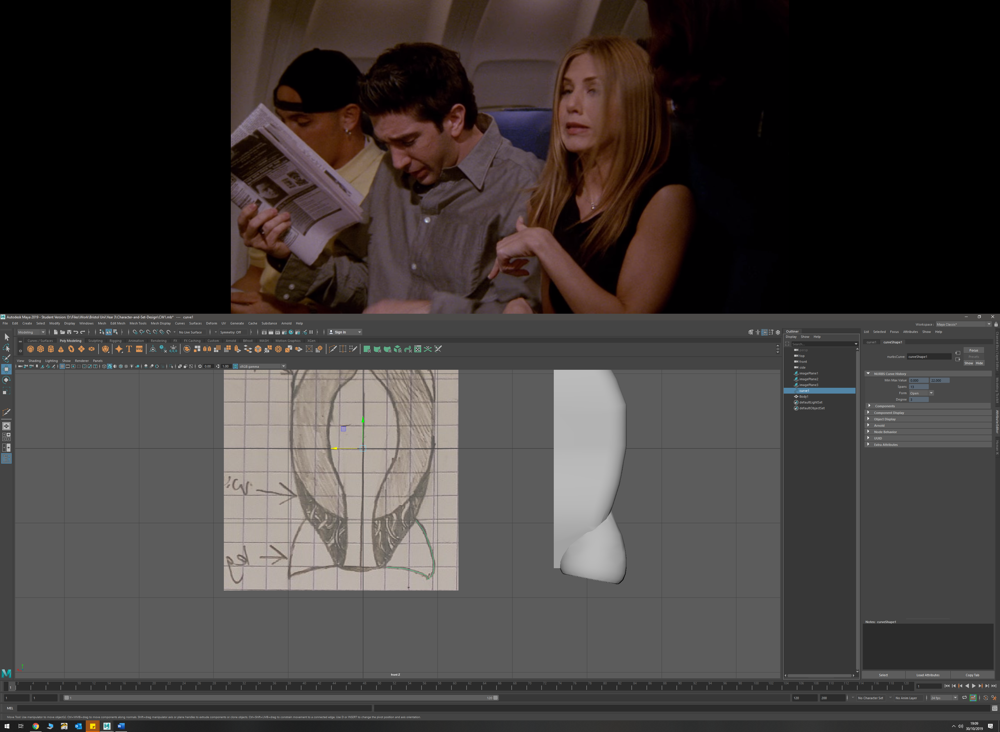 Autodesk Maya 2019 - Student Version: D:\Files\Work\Bristol Uni\Year 3\Character-and-Set-Design\CW1.mb* --- curve1
File Edit Create Select Modify Display Windows Mesh Edit Mesh Mesh Tools Mesh Display Curves Surfaces Deform UV Generate Cache Substance Arnold Help
Workspace: Maya Classic*
Modeling No Live Surface Symmetry: Off Sign In
Curves / Surfaces Poly Modeling Sculpting Rigging Animation Rendering FX FX Caching Custom Arnold Bifrost MASH Motion Graphics XGen
SVG
0,0,0
View Shading Lighting Show Renderer Panels
0.00 1.00 sRGB gamma
front Z
Outliner
Display Show Help
Search...
persp
top
front
side
imagePlane1
imagePlane2
imagePlane3
curve1
Body1
defaultLightSet
defaultObjectSet
List Selected Focus Attributes Show Help
curve1 curveShape1
Focus
nurbsCurve: curveShape1
Presets
Show Hide
NURBS Curve History
Min Max Value 0.000 22.000
Spans 13
Form Open
Degree 3
Components
Component Display
Object Display
Arnold
Node Behavior
UUID
Extra Attributes
Notes: curveShape1
Select Load Attributes Copy Tab
Channel Box / Layer Editor
Modeling Toolkit
Attribute Editor
Human IK
1 2 4 6 8 10 12 14 16 18 20 22 24 26 28 30 32 34 36 38 40 42 44 46 48 50 52 54 56 58 60 62 64 66 68 70 72 74 76 78 80 82 84 86 88 90 92 94 96 98 100 102 104 106 108 110 112 114 116 118 120 1
1 1 1 120 120 200 No Character Set No Anim Layer 24 fps
MEL
Move Tool: Use manipulator to move object(s). Ctrl+MMB+drag to move components along normals. Shift+drag manipulator axis or plane handles to extrude components or clone objects. Ctrl+Shift+LMB+drag to constrain movement to a connected edge. Use D or INSERT to change the pivot position and axis orientation.
19:09
30/10/2019